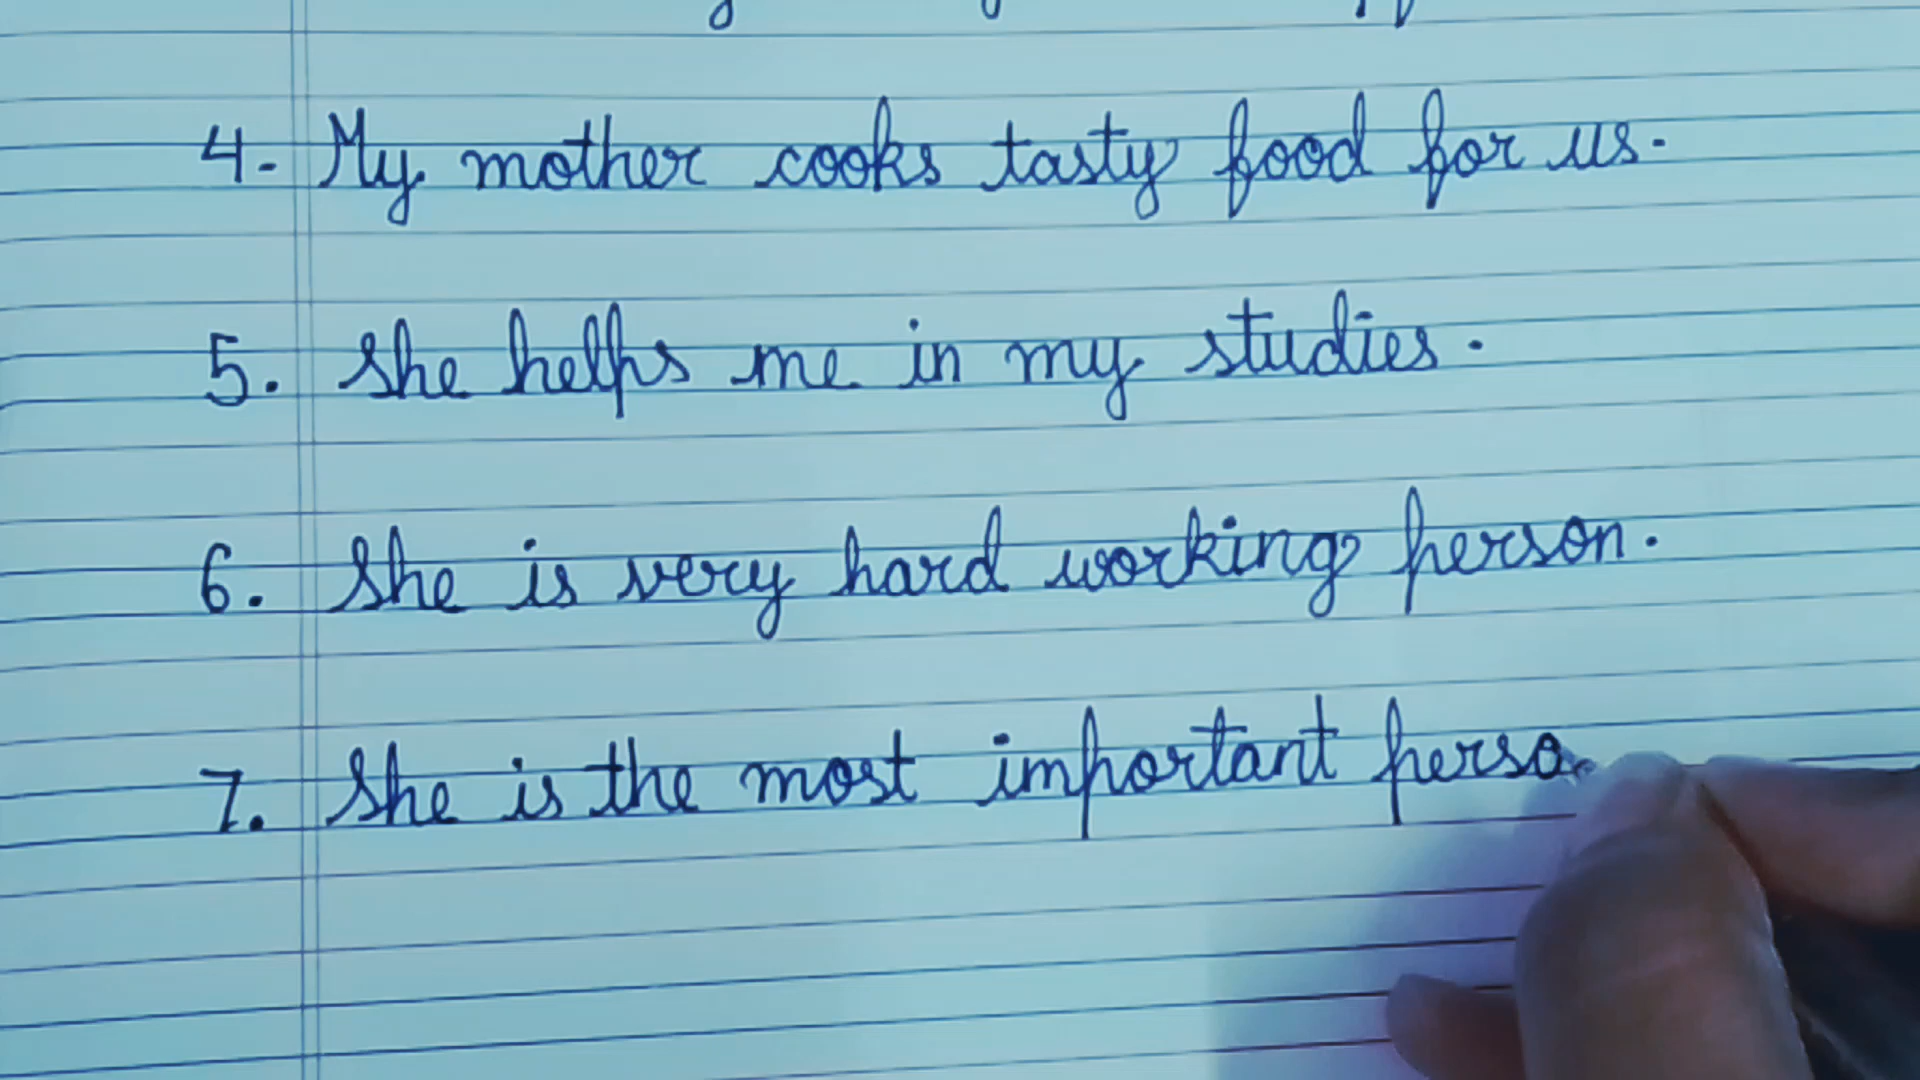 4. My mother cooks tasty food for us.
5. She helps me in my studies.
6. She is very hard working person.
7. She is the most important perso